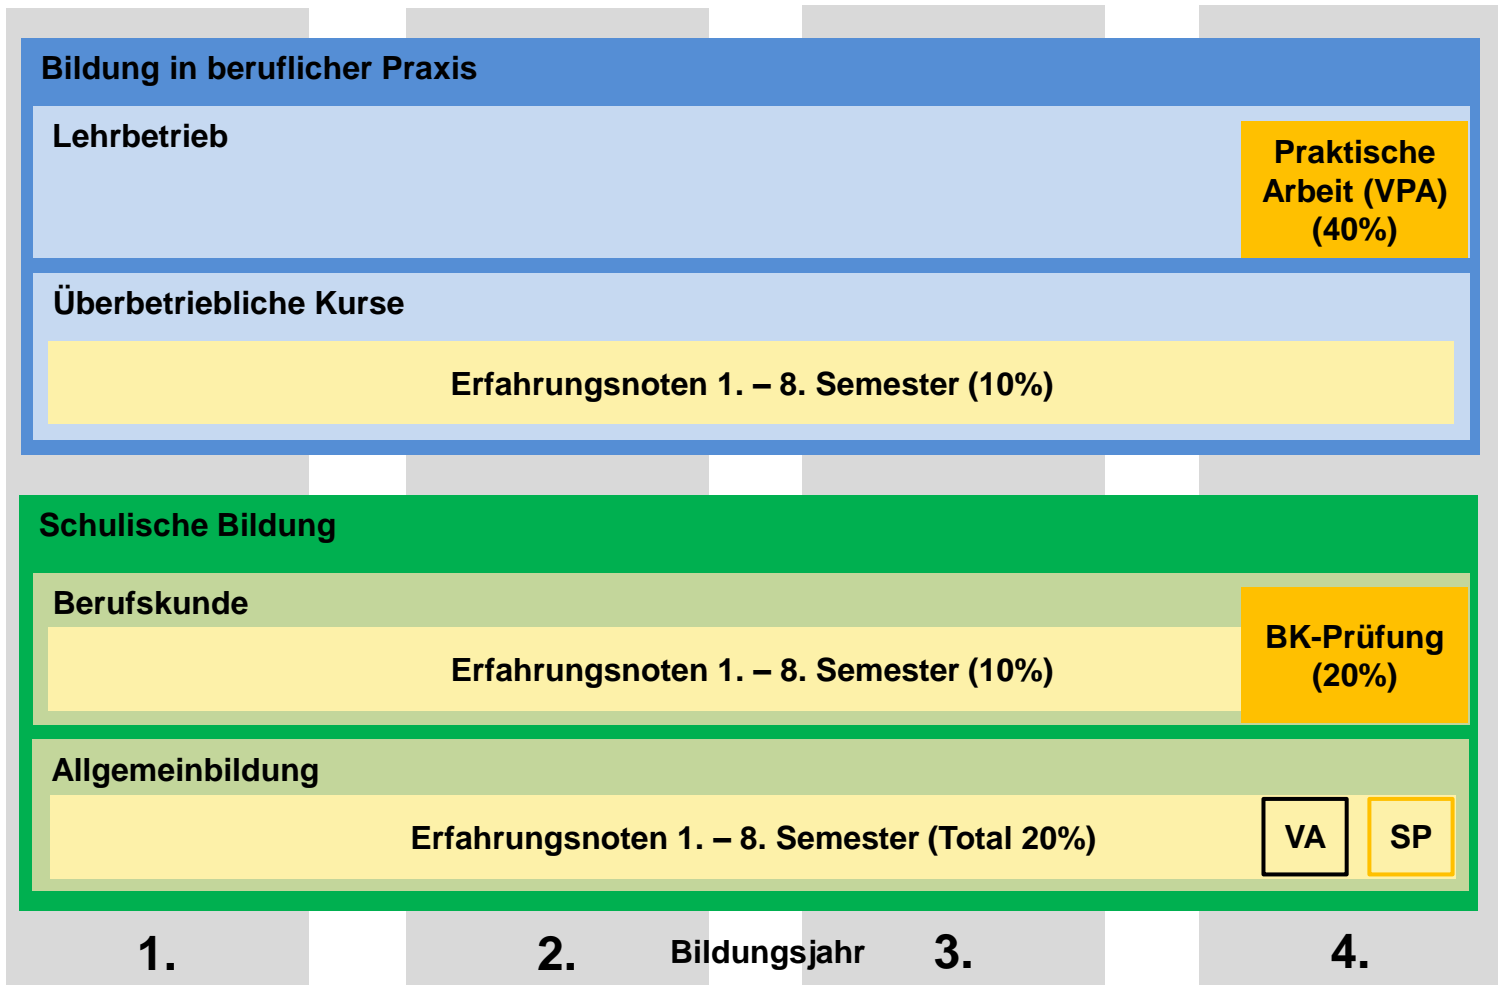 Bildung in beruflicher Praxis
Lehrbetrieb
Praktische
Arbeit (VPA)
(40%)
Überbetriebliche Kurse
Erfahrungsnoten 1. – 8. Semester (10%)
Schulische Bildung
Berufskunde
Erfahrungsnoten 1. – 8. Semester (10%)
BK-Prüfung
(20%)
Allgemeinbildung
Erfahrungsnoten 1. – 8. Semester (Total 20%)
VA
SP
1.
2.
Bildungsjahr
3.
4.